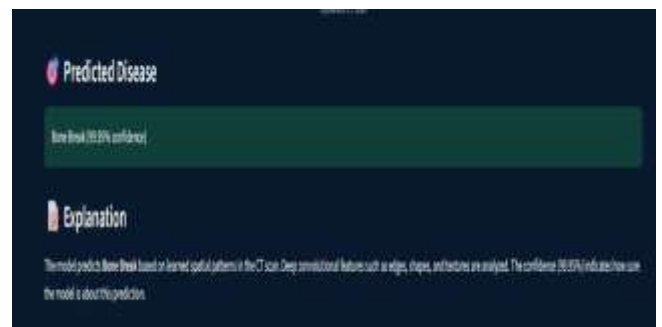 Predicted Disease
Bone Break (99.95% confidence)
Explanation
The model predicts Bone Break based on learned spatial patterns in the CT scan. Deep convolutional features such as edges, shapes, and textures are analyzed. The confidence (99.95%) indicates how sure
the model is about this prediction.